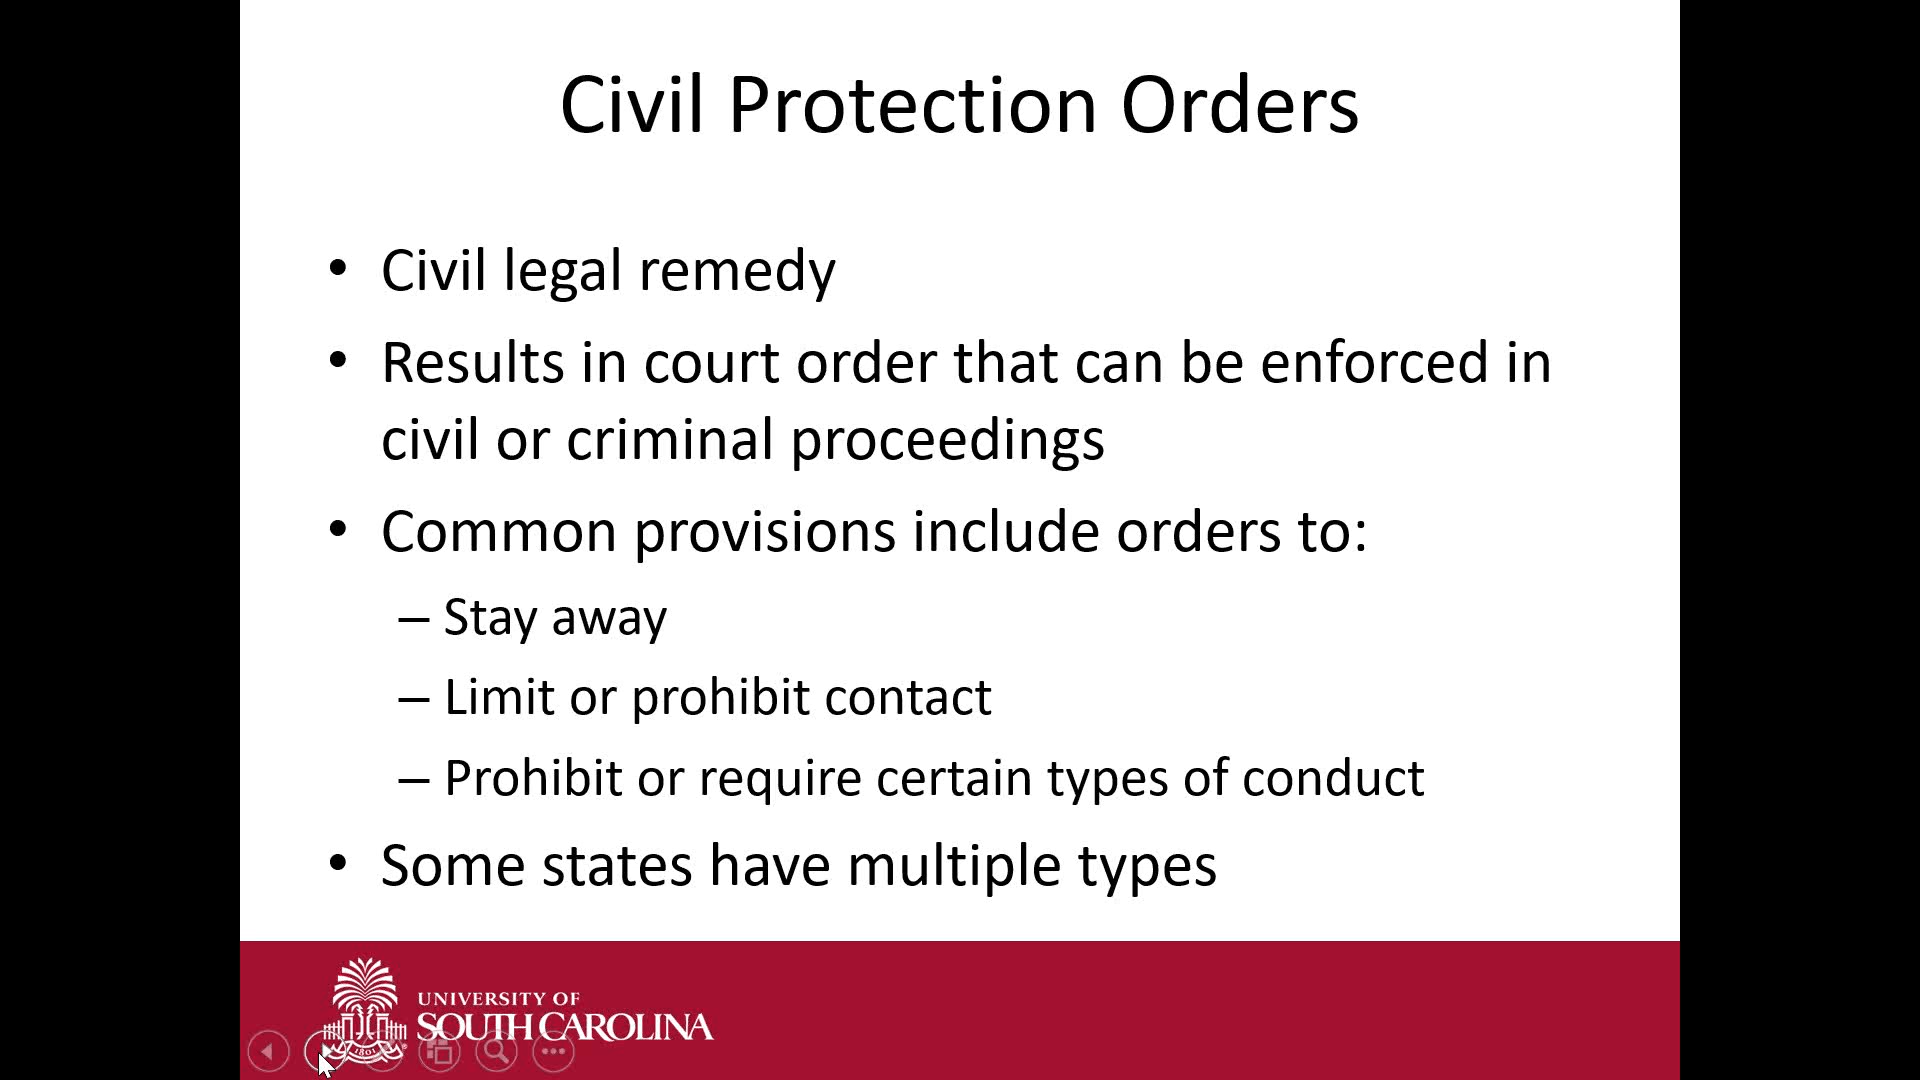 Civil Protection Orders
• Civil legal remedy
• Results in court order that can be enforced in
civil or criminal proceedings
• Common provisions include orders to:
– Stay away
– Limit or prohibit contact
– Prohibit or require certain types of conduct
• Some states have multiple types
UNIVERSITY OF
SOUTH CAROLINA
1801